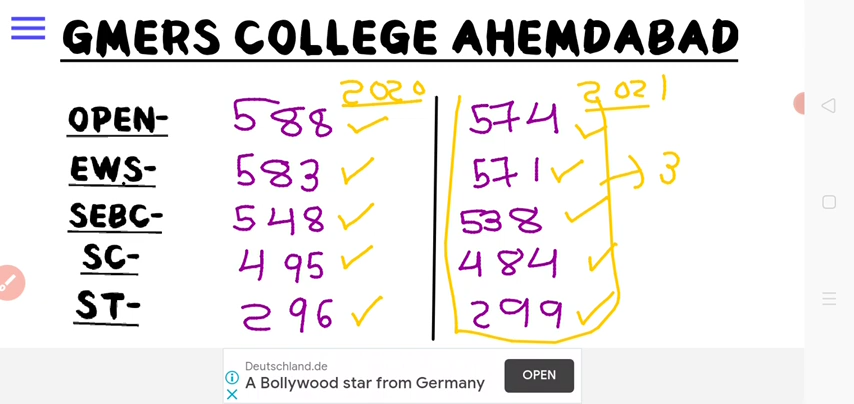 GMERS COLLEGE AHEMDABAD
2020 2021
OPEN- 588 574
EWS- 583 571 → 3
SEBC- 548 538
SC- 495 484
ST- 296 299
Deutschland.de
A Bollywood star from Germany
OPEN